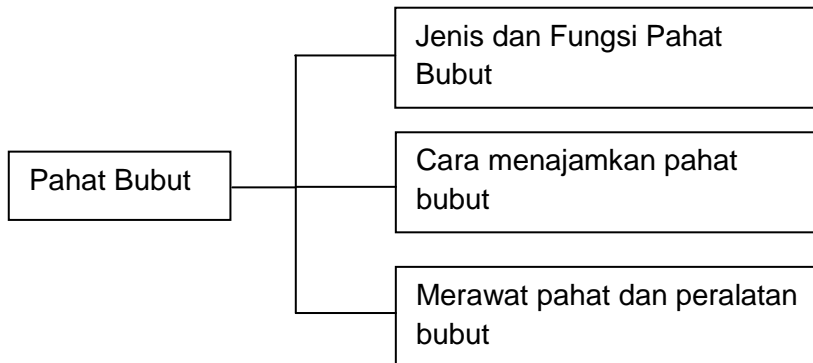 Jenis dan Fungsi Pahat
Bubut
Pahat Bubut
Cara menajamkan pahat
bubut
Merawat pahat dan peralatan
bubut